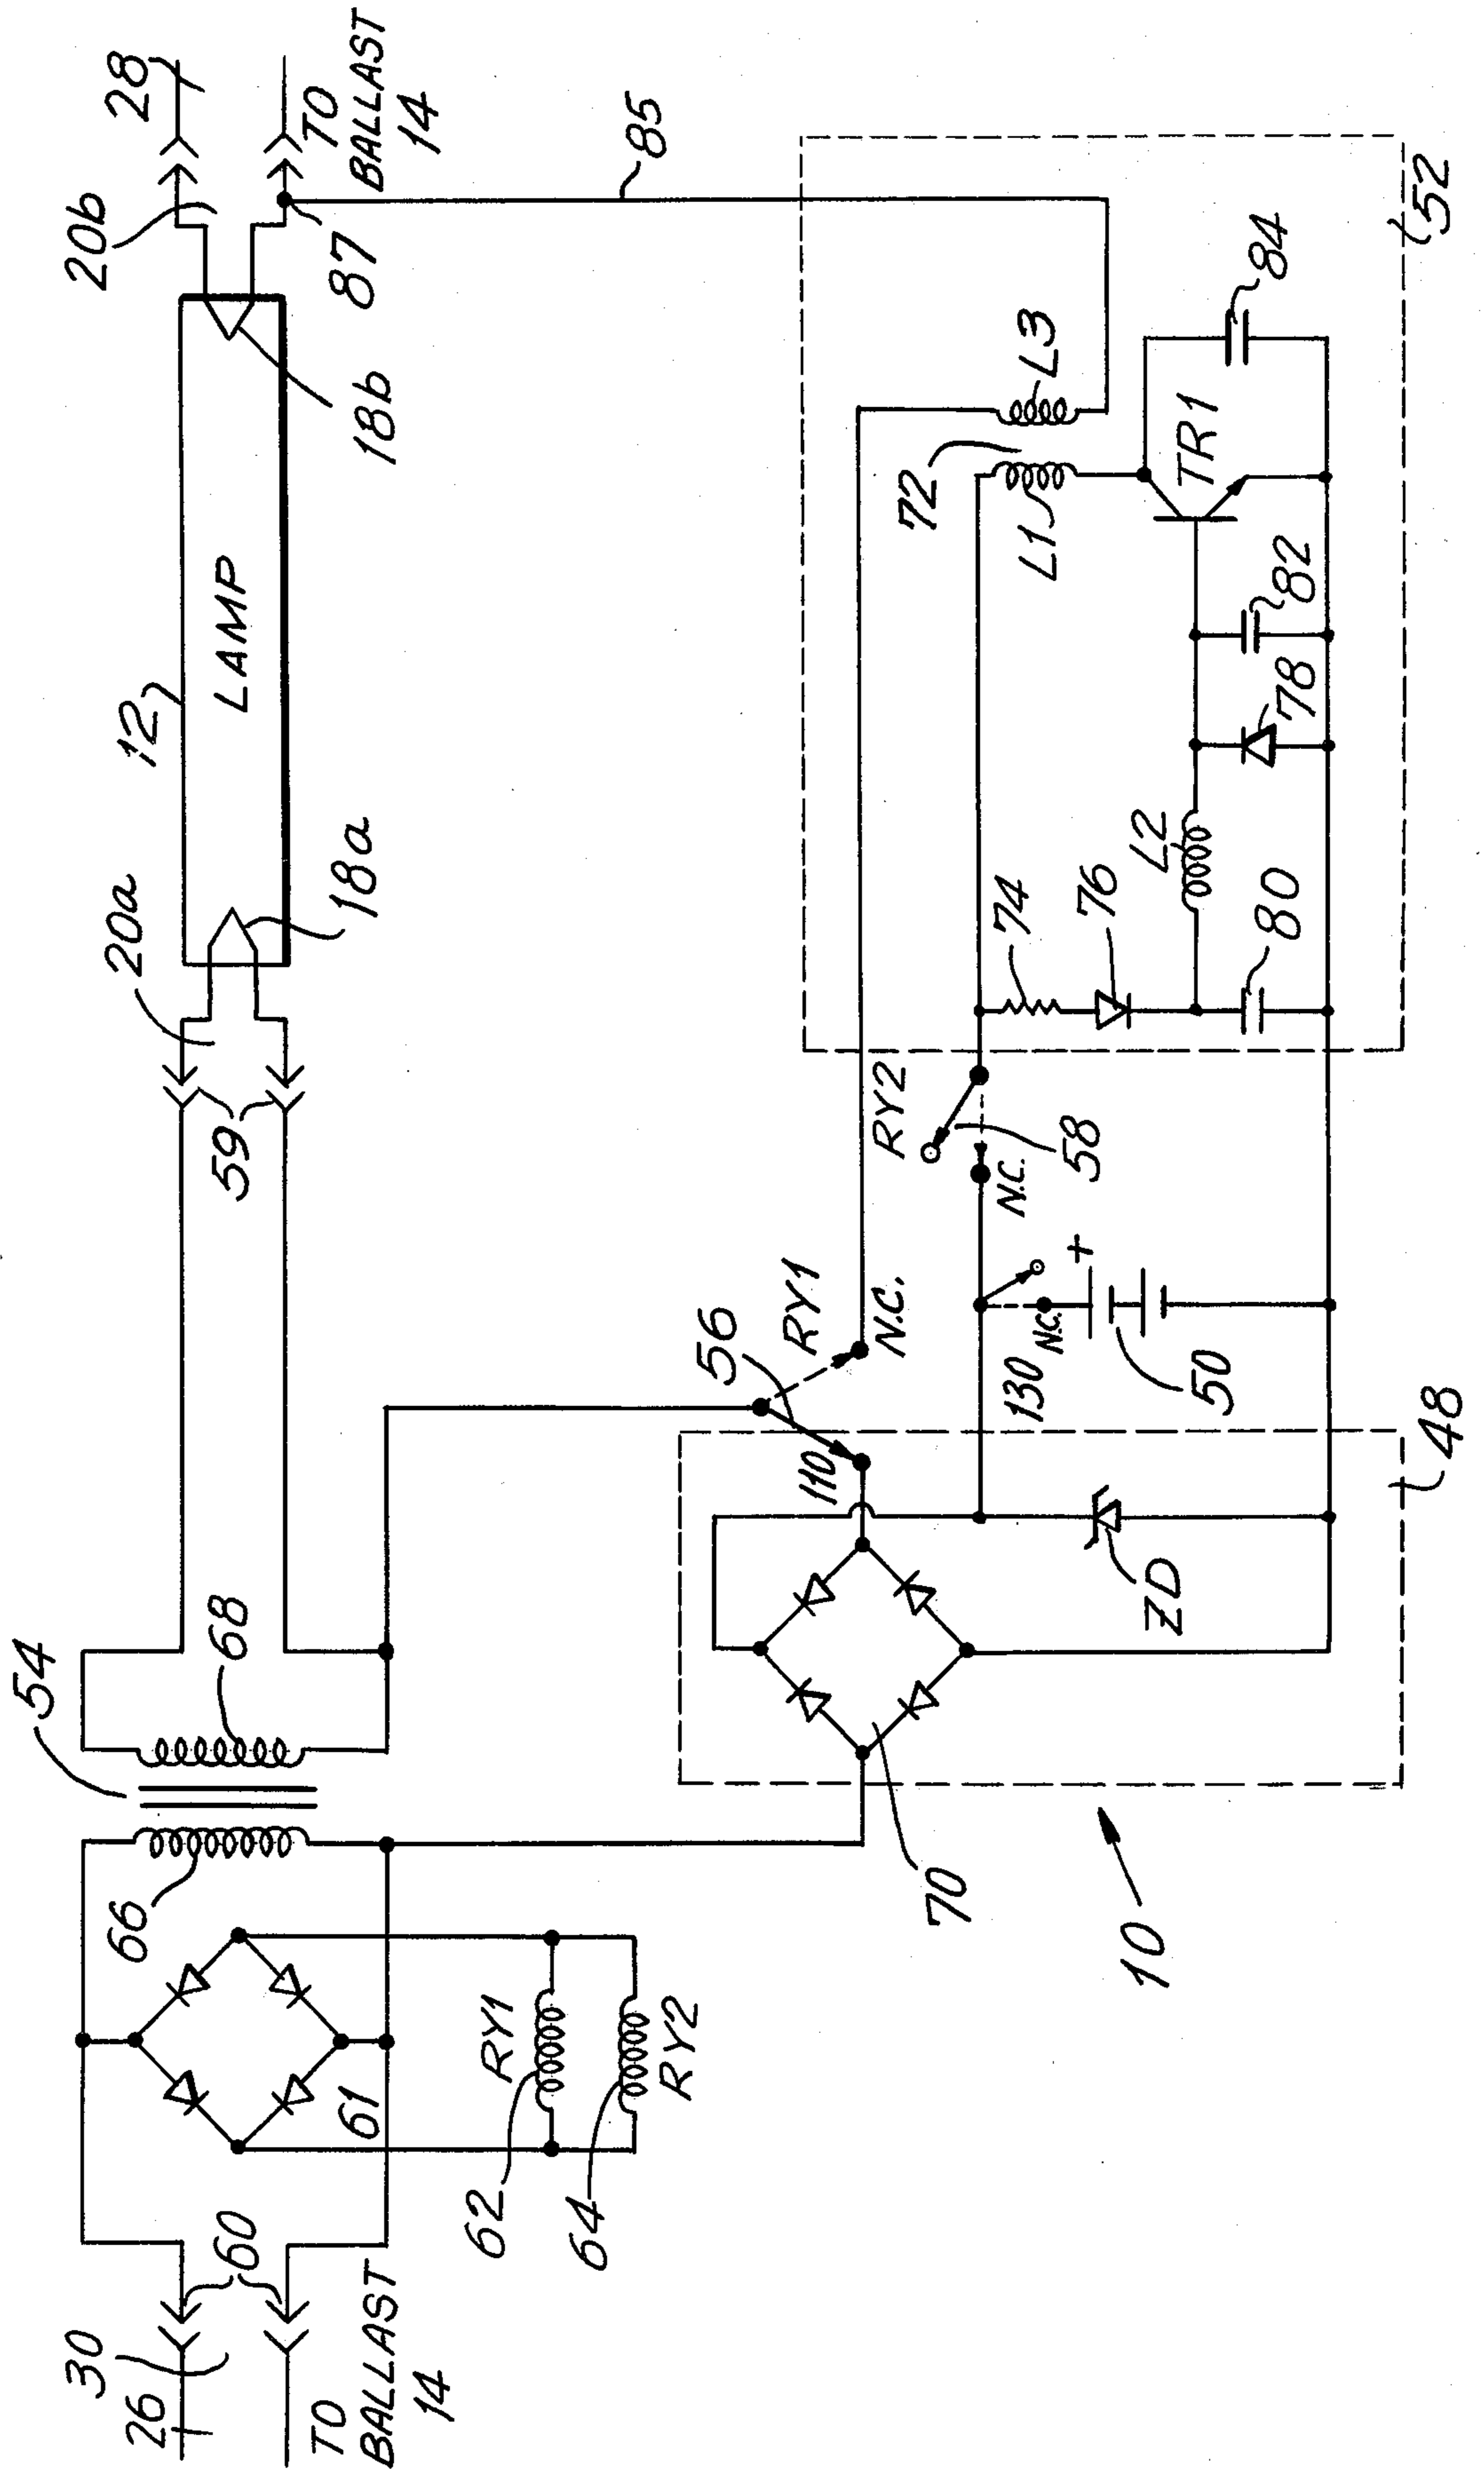 54
68
20a
12
LAMP
20b
28
30
26
60
66
59
18a
18b
87
TO
BALLAST
14
TO
BALLAST
14
61
62
RY1
64
RY2
85
56
RY1
N.C.
110
RY2
58
N.C.
130
N.C.
+
50
ZD
70
10
48
72
L1
L3
74
76
L2
80
78
82
TR1
84
52